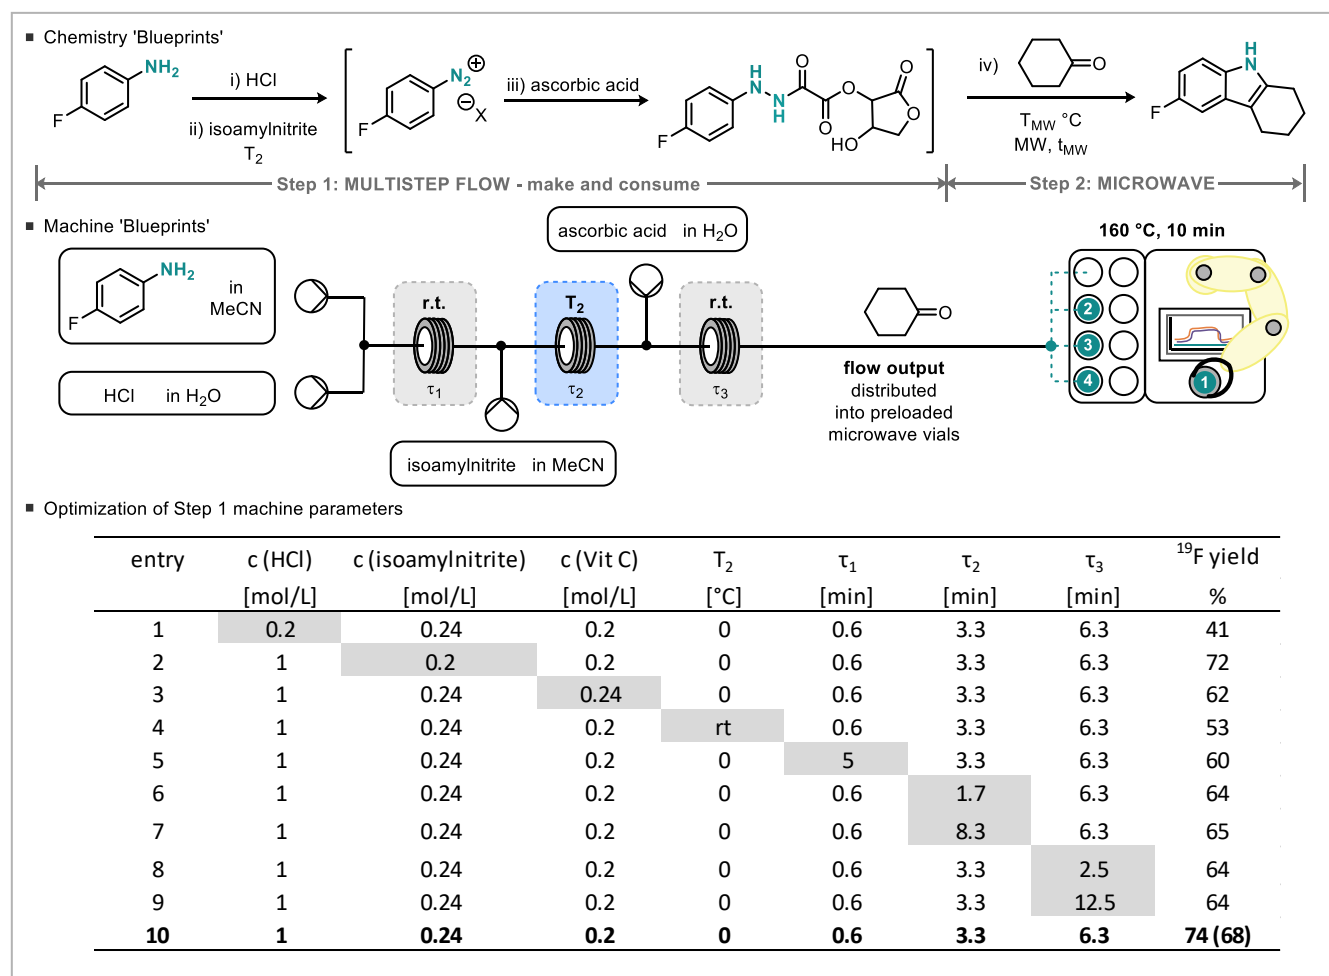 ■ Chemistry 'Blueprints'
NH2
F
i) HCl
ii) isoamylnitrite
T2
N2 ⊕
⊖X
F
iii) ascorbic acid
H
N
N
H
O
O
O
O
O
HO
F
iv)
O
TMW °C
MW, tMW
H
N
F
Step 1: MULTISTEP FLOW - make and consume
Step 2: MICROWAVE
■ Machine 'Blueprints'
NH2
F
in
MeCN
HCl in H2O
r.t.
τ1
isoamylnitrite in MeCN
T2
τ2
ascorbic acid in H2O
r.t.
τ3
O
flow output
distributed
into preloaded
microwave vials
160 °C, 10 min
2
3
4
1
■ Optimization of Step 1 machine parameters
entry c (HCl) c (isoamylnitrite) c (Vit C) T2 τ1 τ2 τ3 19F yield
[mol/L] [mol/L] [mol/L] [°C] [min] [min] [min] %
1 0.2 0.24 0.2 0 0.6 3.3 6.3 41
2 1 0.2 0.2 0 0.6 3.3 6.3 72
3 1 0.24 0.24 0 0.6 3.3 6.3 62
4 1 0.24 0.2 rt 0.6 3.3 6.3 53
5 1 0.24 0.2 0 5 3.3 6.3 60
6 1 0.24 0.2 0 0.6 1.7 6.3 64
7 1 0.24 0.2 0 0.6 8.3 6.3 65
8 1 0.24 0.2 0 0.6 3.3 2.5 64
9 1 0.24 0.2 0 0.6 3.3 12.5 64
10 1 0.24 0.2 0 0.6 3.3 6.3 74 (68)